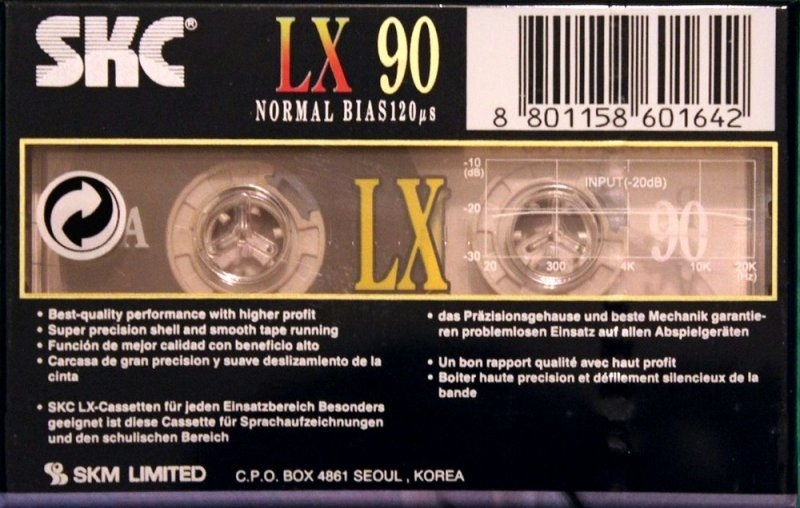 SKC®
LX 90
NORMAL BIAS120µs
8 801158 601642
A
LX
90
-10
(dB)
INPUT(-20dB)
-20
-30
20 300 4K 10K 20K
(Hz)
• Best-quality performance with higher profit
• Super precision shell and smooth tape running
• Función de mejor calidad con beneficio alto
• Carcasa de gran precision y suave deslizamiento de la
cinta
• SKC LX-Cassetten für jeden Einsatzbereich Besonders
geeignet ist diese Cassette für Sprachaufzeichnungen
und den schulischen Bereich
• das Präzisionsgehause und beste Mechanik garantie-
ren problemlosen Einsatz auf allen Abspielgeräten
• Un bon rapport qualité avec haut profit
• Boiter haute precision et défilement silencieux de la
bande
SKM LIMITED
C.P.O. BOX 4861 SEOUL , KOREA